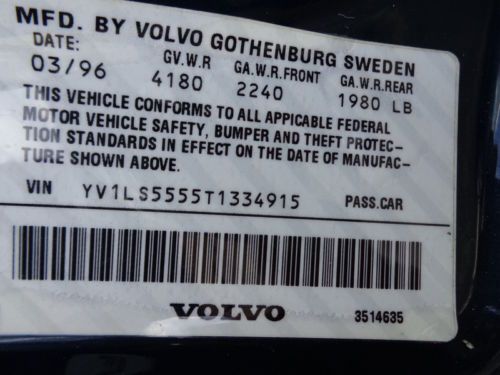 MFD. BY VOLVO GOTHENBURG SWEDEN
DATE: GV.W.R GA.W.R.FRONT GA.W.R.REAR
03/96 4180 2240 1980 LB
THIS VEHICLE CONFORMS TO ALL APPLICABLE FEDERAL
MOTOR VEHICLE SAFETY, BUMPER AND THEFT PROTEC-
TION STANDARDS IN EFFECT ON THE DATE OF MANUFAC-
TURE SHOWN ABOVE.
VIN YV1LS5555T1334915 PASS.CAR
VOLVO 3514635